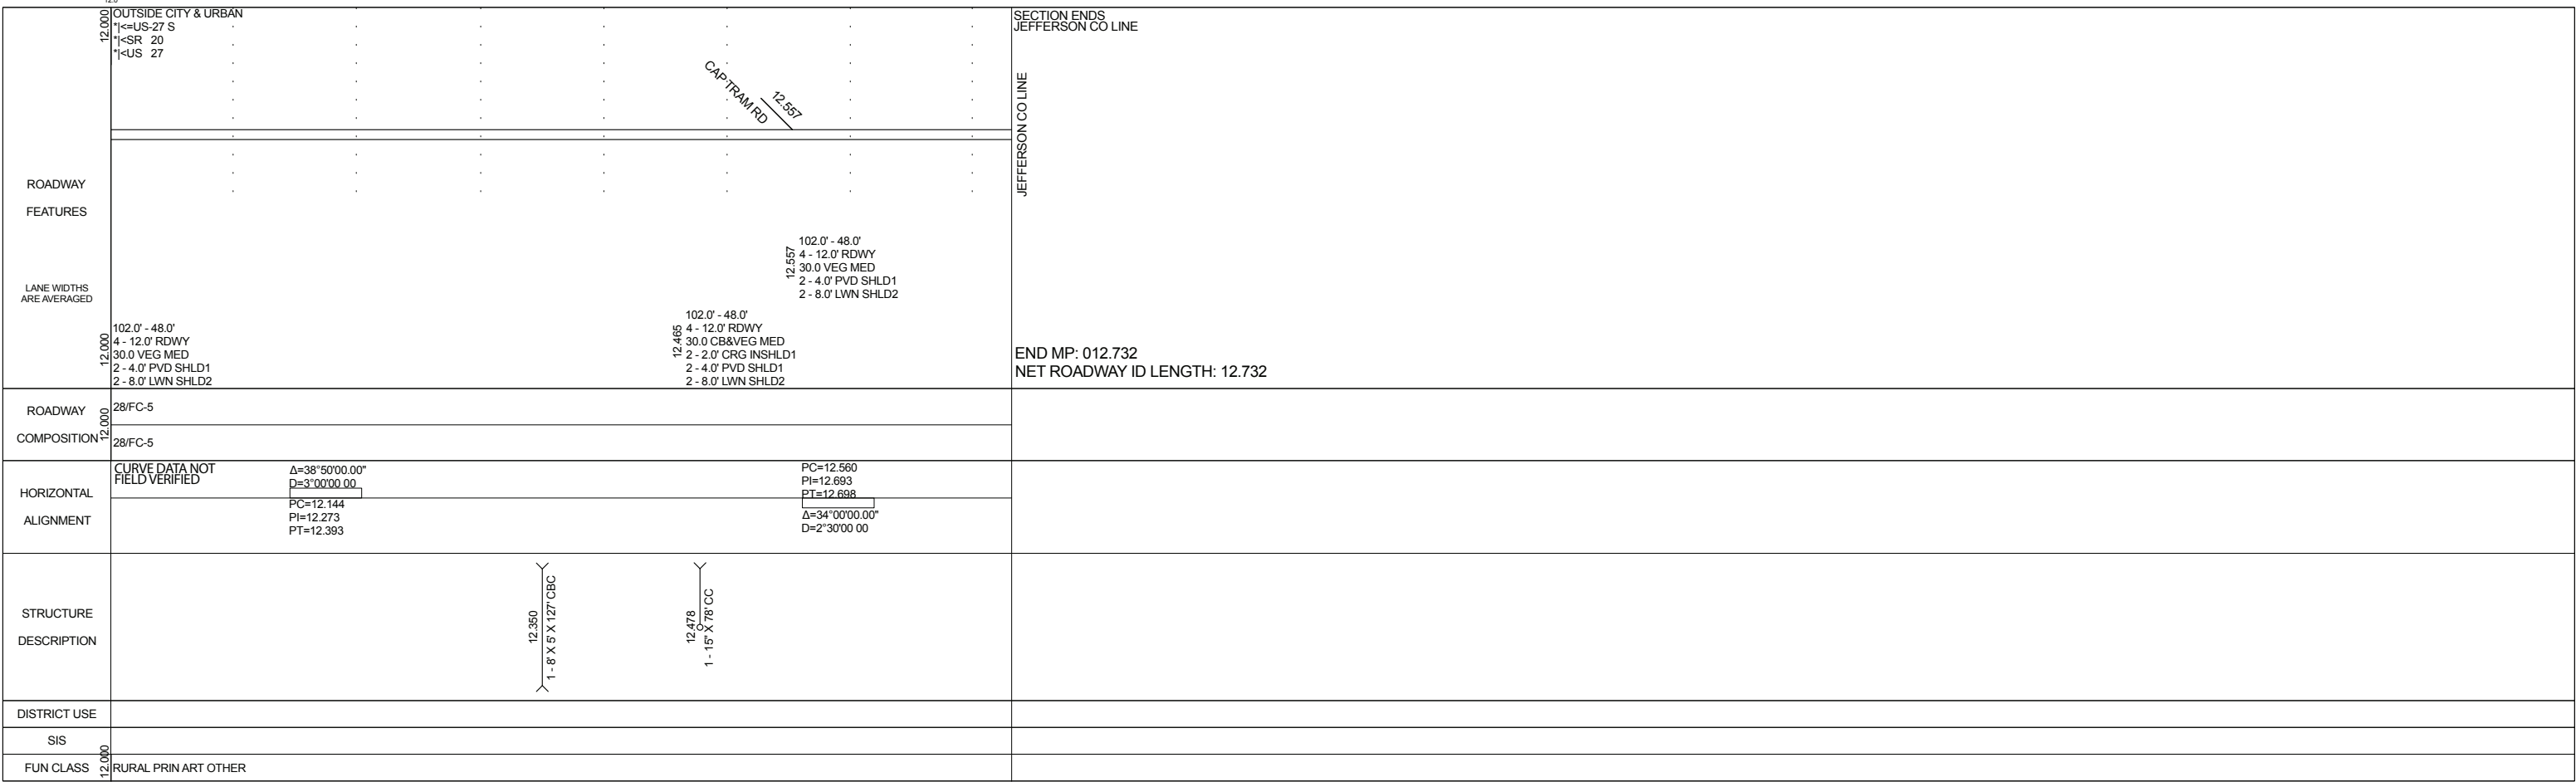 12.0
12.000
OUTSIDE CITY & URBAN
*|<=US-27 S
*|<SR 20
*|<US 27
CAP TRAM RD
12.557
SECTION ENDS
JEFFERSON CO LINE
JEFFERSON CO LINE
ROADWAY
FEATURES
LANE WIDTHS
ARE AVERAGED
12.000
102.0' - 48.0'
4 - 12.0' RDWY
30.0 VEG MED
2 - 4.0' PVD SHLD1
2 - 8.0' LWN SHLD2
12.465
102.0' - 48.0'
4 - 12.0' RDWY
30.0 CB&VEG MED
2 - 2.0' CRG INSHLD1
2 - 4.0' PVD SHLD1
2 - 8.0' LWN SHLD2
12.557
102.0' - 48.0'
4 - 12.0' RDWY
30.0 VEG MED
2 - 4.0' PVD SHLD1
2 - 8.0' LWN SHLD2
END MP: 012.732
NET ROADWAY ID LENGTH: 12.732
ROADWAY
COMPOSITION
12.000
28/FC-5
28/FC-5
HORIZONTAL
ALIGNMENT
CURVE DATA NOT
FIELD VERIFIED
Δ=38°50'00.00"
D=3°00'00 00
PC=12.144
PI=12.273
PT=12.393
PC=12.560
PI=12.693
PT=12.698
Δ=34°00'00.00"
D=2°30'00 00
STRUCTURE
DESCRIPTION
12.350
1 - 8' X 5' X 127' CBC
12.478
1 - 15" X 78' CC
DISTRICT USE
SIS
FUN CLASS
12.000
RURAL PRIN ART OTHER